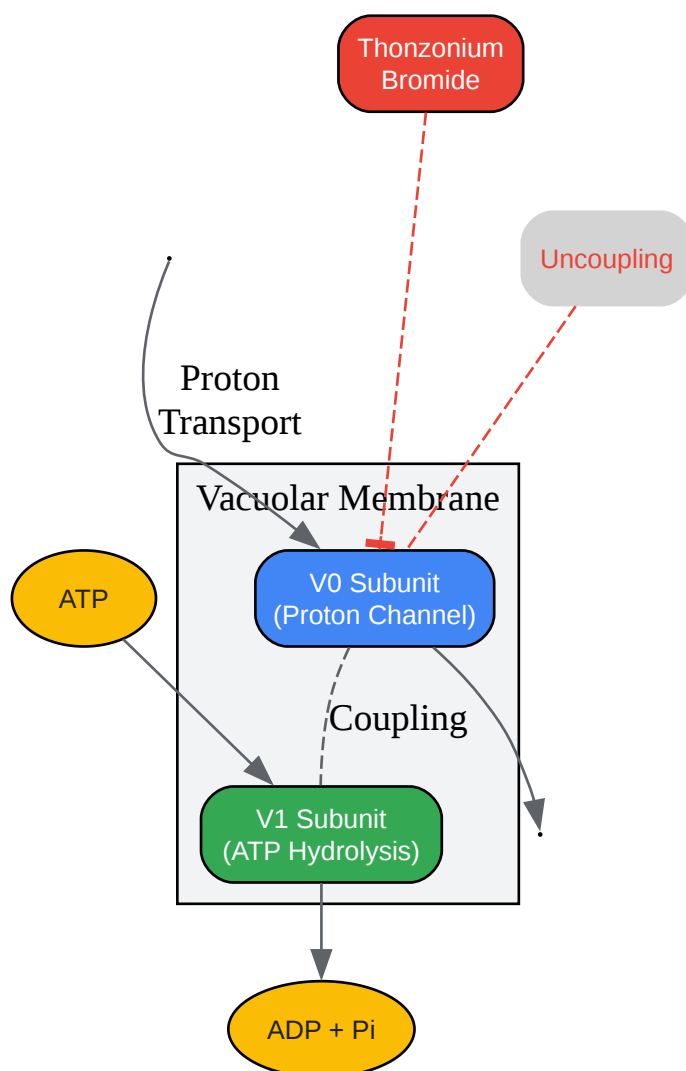 Thonzonium
Bromide
Uncoupling
Proton
Transport
Vacuolar Membrane
ATP
V0 Subunit
(Proton Channel)
Coupling
V1 Subunit
(ATP Hydrolysis)
ADP + Pi